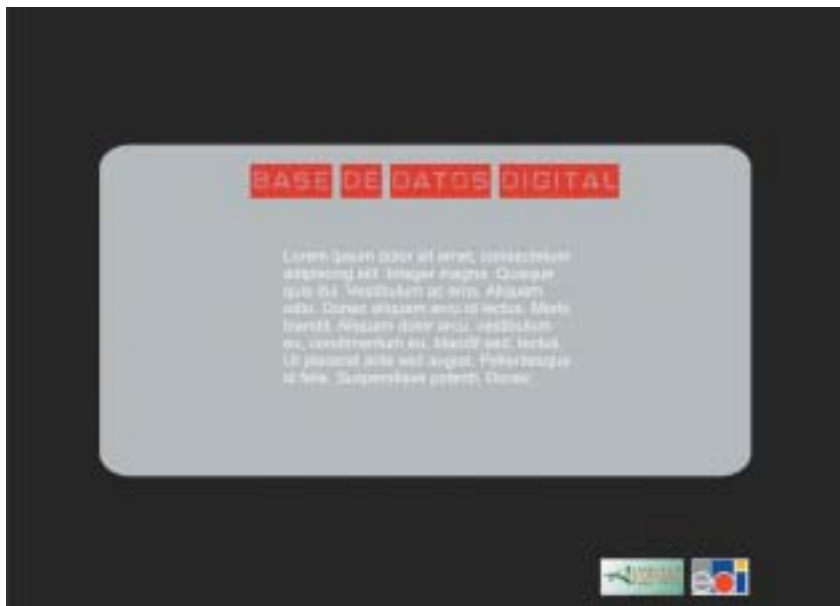 BASE DE DATOS DIGITAL
Lorem ipsum dolor sit amet, consectetuer
adipiscing elit. Integer magna. Quisque
quis dui. Vestibulum ac eros. Aliquam
odio. Donec aliquam arcu id lectus. Morbi
blandit. Aliquam dolor arcu, vestibulum
eu, condimentum eu, blandit sed, lectus.
Ut placerat ante sed augue. Pellentesque
id felis. Suspendisse potenti. Donec